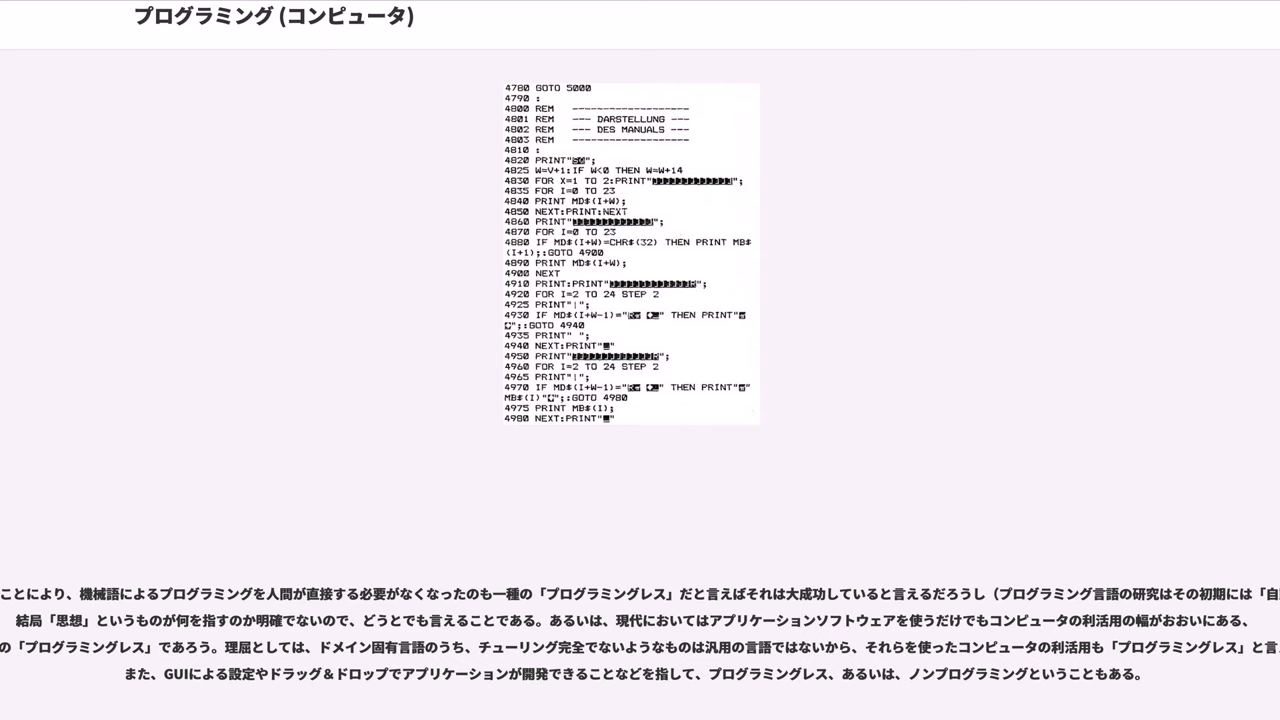 プログラミング (コンピュータ)
4780 GOTO 5000
4790 :
4800 REM -------------------
4801 REM --- DARSTELLUNG ---
4802 REM --- DES MANUALS ---
4803 REM -------------------
4810 :
4820 PRINT"";
4825 W=V+1:IF W<0 THEN W=W+14
4830 FOR X=1 TO 2:PRINT"";
4835 FOR I=0 TO 23
4840 PRINT MD$(I+W);
4850 NEXT:PRINT:NEXT
4860 PRINT"";
4870 FOR I=0 TO 23
4880 IF MD$(I+W)=CHR$(32) THEN PRINT MB$
(I+1);:GOTO 4900
4890 PRINT MD$(I+W);
4900 NEXT
4910 PRINT:PRINT"";
4920 FOR I=2 TO 24 STEP 2
4925 PRINT"|";
4930 IF MD$(I+W-1)="" THEN PRINT"
";:GOTO 4940
4935 PRINT" ";
4940 NEXT:PRINT""
4950 PRINT"";
4960 FOR I=2 TO 24 STEP 2
4965 PRINT"|";
4970 IF MD$(I+W-1)="" THEN PRINT""
MB$(I)"";:GOTO 4980
4975 PRINT MB$(I);
4980 NEXT:PRINT""
ことにより、機械語によるプログラミングを人間が直接する必要がなくなったのも一種の「プログラミングレス」だと言えばそれは大成功していると言えるだろうし（プログラミング言語の研究はその初期には「自
結局「思想」というものが何を指すのか明確でないので、どうとでも言えることである。あるいは、現代においてはアプリケーションソフトウェアを使うだけでもコンピュータの利活用の幅がおおいにある、
の「プログラミングレス」であろう。理屈としては、ドメイン固有言語のうち、チューリング完全でないようなものは汎用の言語ではないから、それらを使ったコンピュータの利活用も「プログラミングレス」と言
また、GUIによる設定やドラッグ＆ドロップでアプリケーションが開発できることなどを指して、プログラミングレス、あるいは、ノンプログラミングということもある。